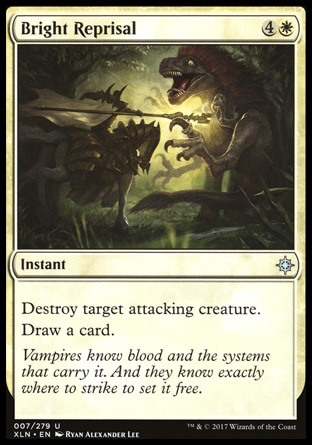 Bright Reprisal 4
Instant
Destroy target attacking creature.
Draw a card.
Vampires know blood and the systems
that carry it. And they know exactly
where to strike to set it free.
007/279 U
XLN • EN Ryan Alexander Lee
™ & © 2017 Wizards of the Coast